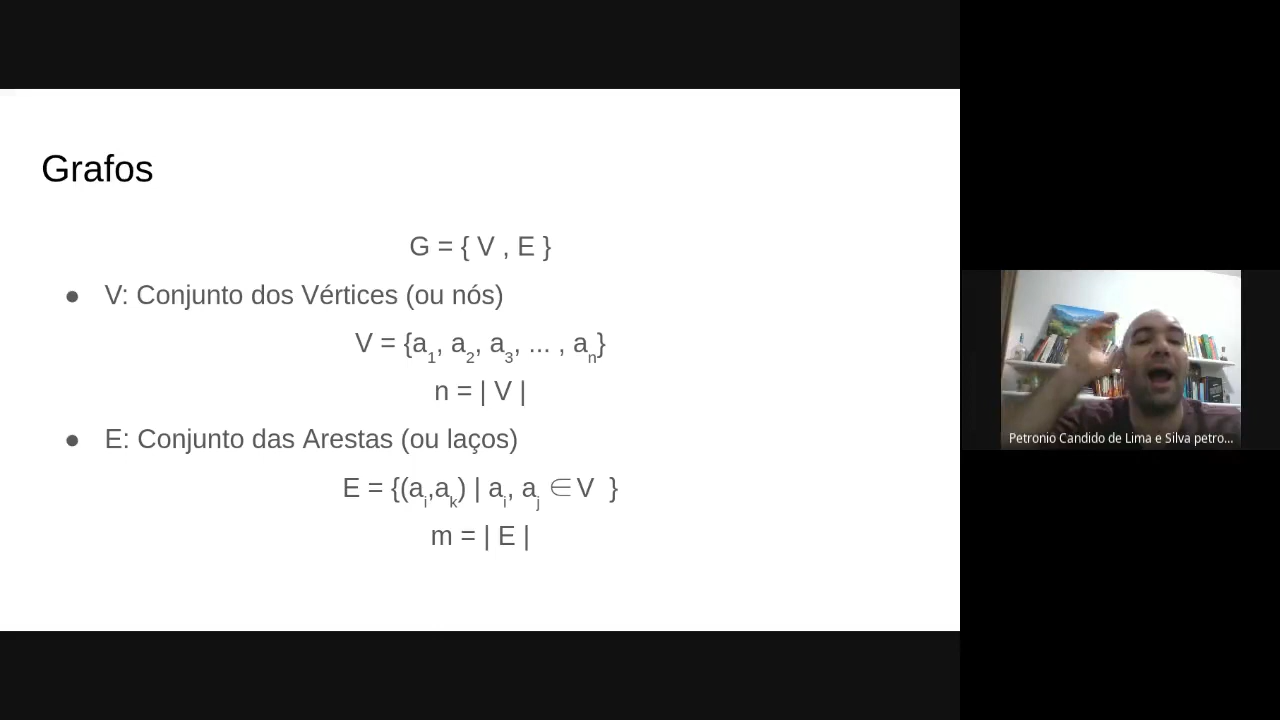 Grafos
G = { V , E }
● V: Conjunto dos Vértices (ou nós)
V = {a₁, a₂, a₃, ... , aₙ}
n = | V |
● E: Conjunto das Arestas (ou laços)
E = {(aᵢ,aₖ) | aᵢ, aⱼ ∈ V }
m = | E |
Petronio Candido de Lima e Silva petro...